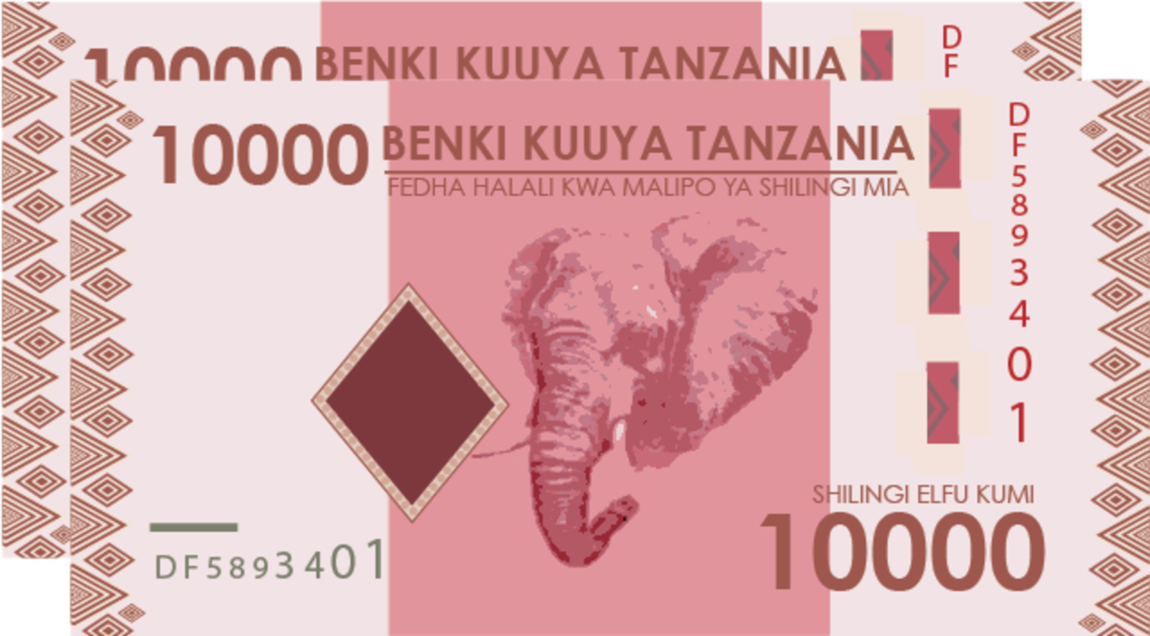 10000 BENKI KUUYA TANZANIA
DF
10000 BENKI KUUYA TANZANIA
FEDHA HALALI KWA MALIPO YA SHILINGI MIA
DF5893401
SHILINGI ELFU KUMI
10000
DF5893401